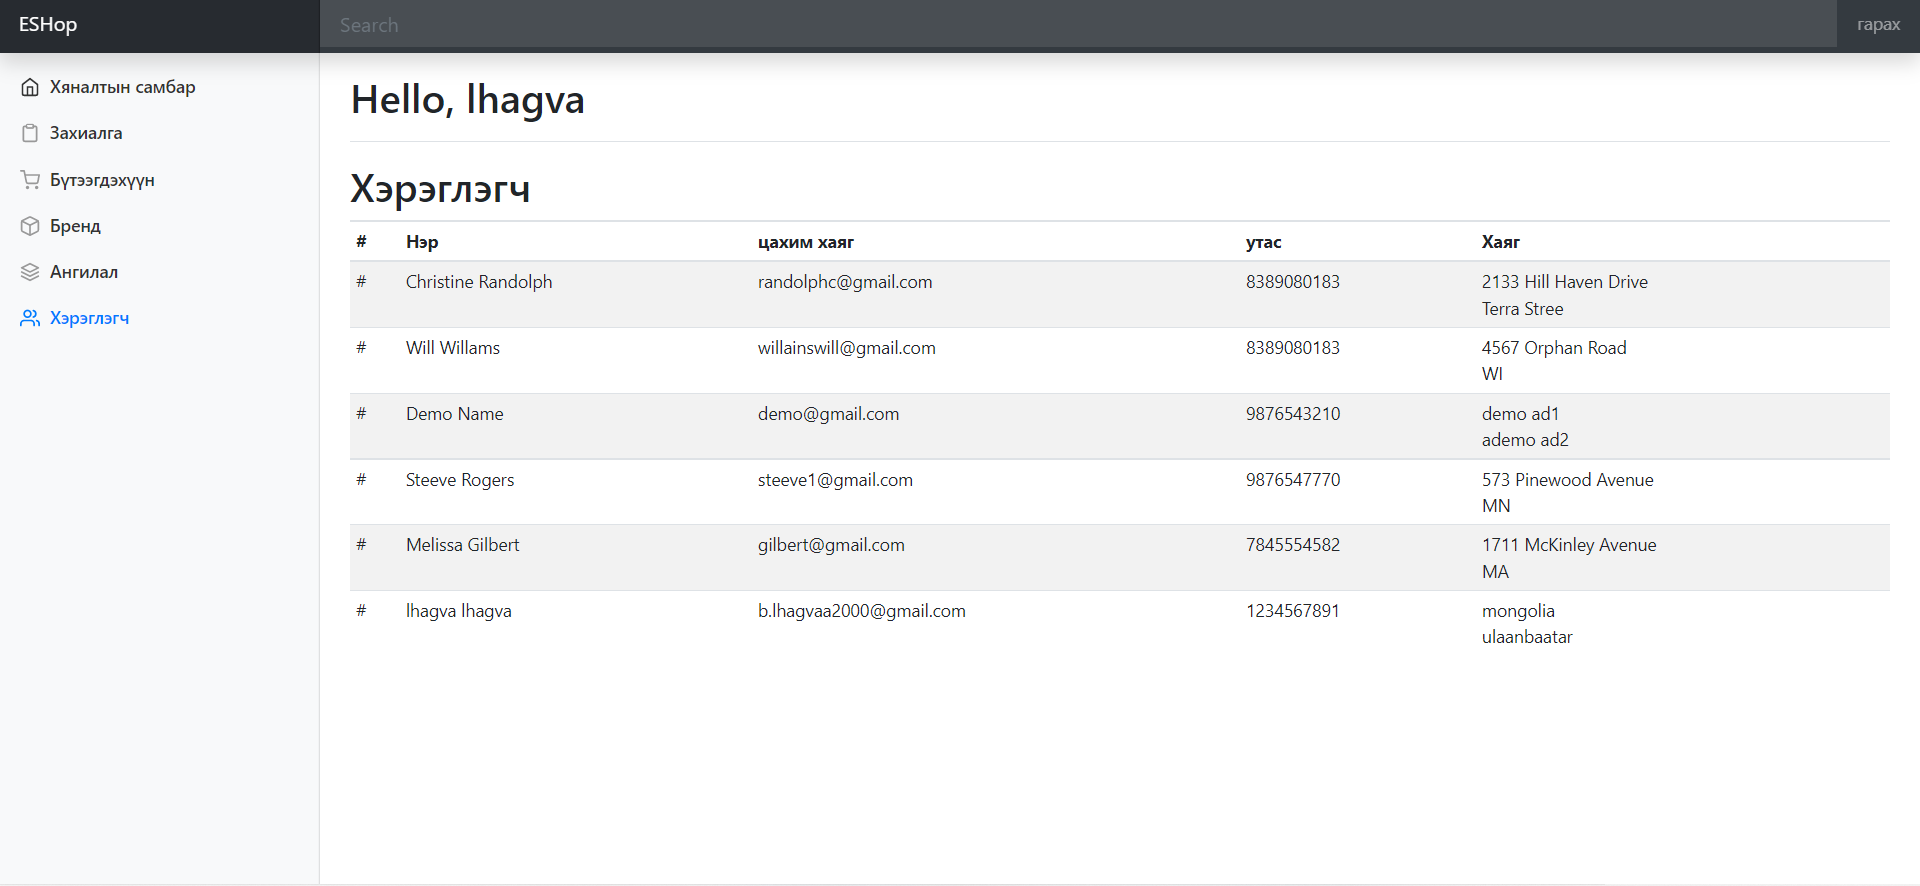 ESHop
Search
гарах
Хяналтын самбар
Захиалга
Бүтээгдэхүүн
Бренд
Ангилал
Хэрэглэгч
Hello, lhagva
Хэрэглэгч
# Нэр цахим хаяг утас Хаяг
# Christine Randolph randolphc@gmail.com 8389080183 2133 Hill Haven Drive
Terra Stree
# Will Willams willainswill@gmail.com 8389080183 4567 Orphan Road
WI
# Demo Name demo@gmail.com 9876543210 demo ad1
ademo ad2
# Steeve Rogers steeve1@gmail.com 9876547770 573 Pinewood Avenue
MN
# Melissa Gilbert gilbert@gmail.com 7845554582 1711 McKinley Avenue
MA
# lhagva lhagva b.lhagvaa2000@gmail.com 1234567891 mongolia
ulaanbaatar